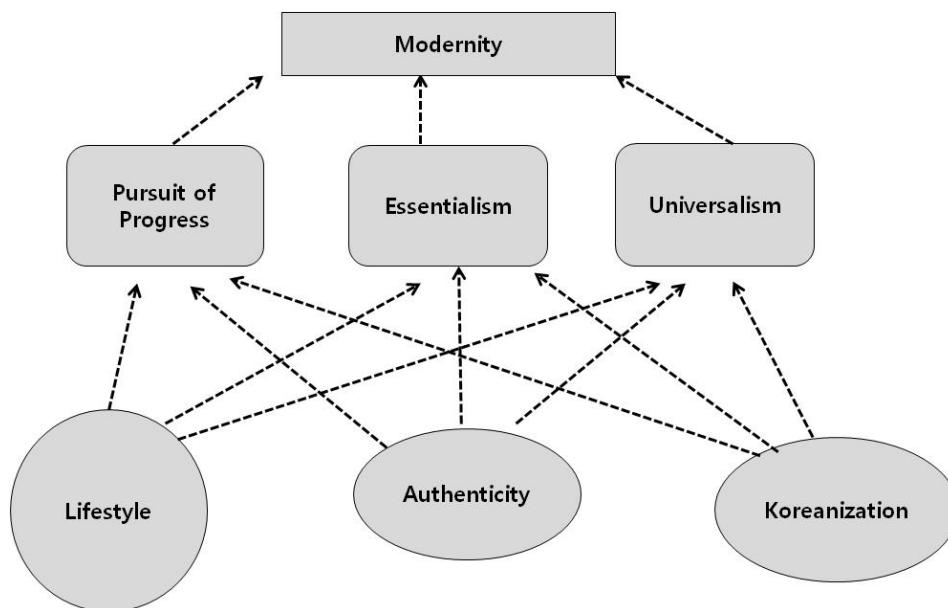 Modernity
Pursuit of
Progress
Essentialism
Universalism
Lifestyle
Authenticity
Koreanization